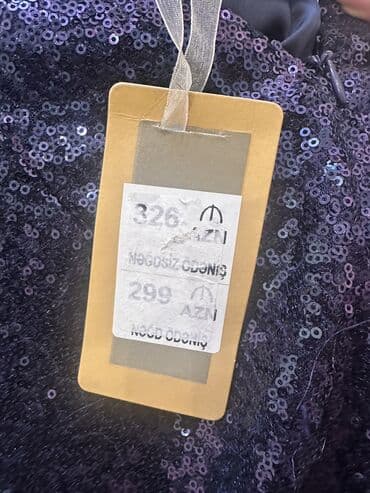 326 ₼
AZN
NƏĞDSİZ ÖDƏNİŞ
299 ₼
AZN
NƏĞD ÖDƏNİŞ